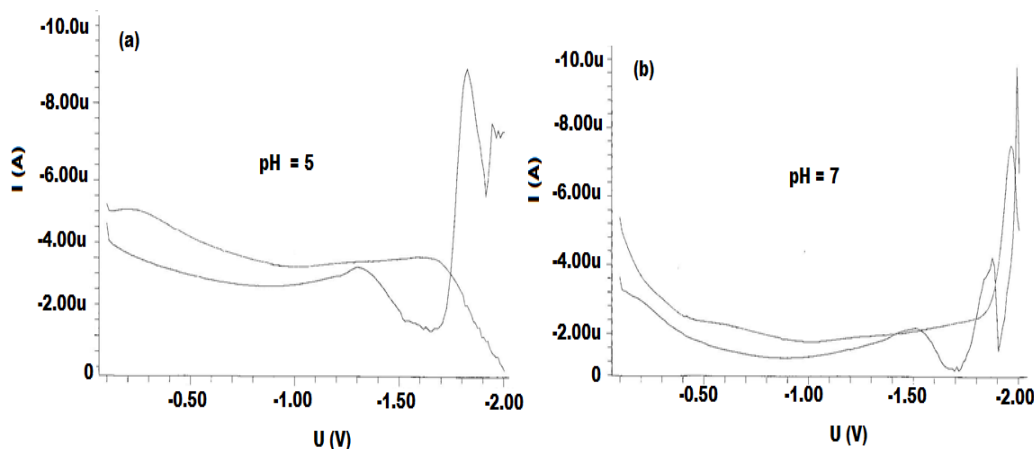 (a)
-10.0u
-8.00u
-6.00u
-4.00u
-2.00u
0
I (A)
pH = 5
-0.50
-1.00
-1.50
-2.00
U (V)
(b)
-10.0u
-8.00u
-6.00u
-4.00u
-2.00u
0
I (A)
pH = 7
-0.50
-1.00
-1.50
-2.00
U (V)